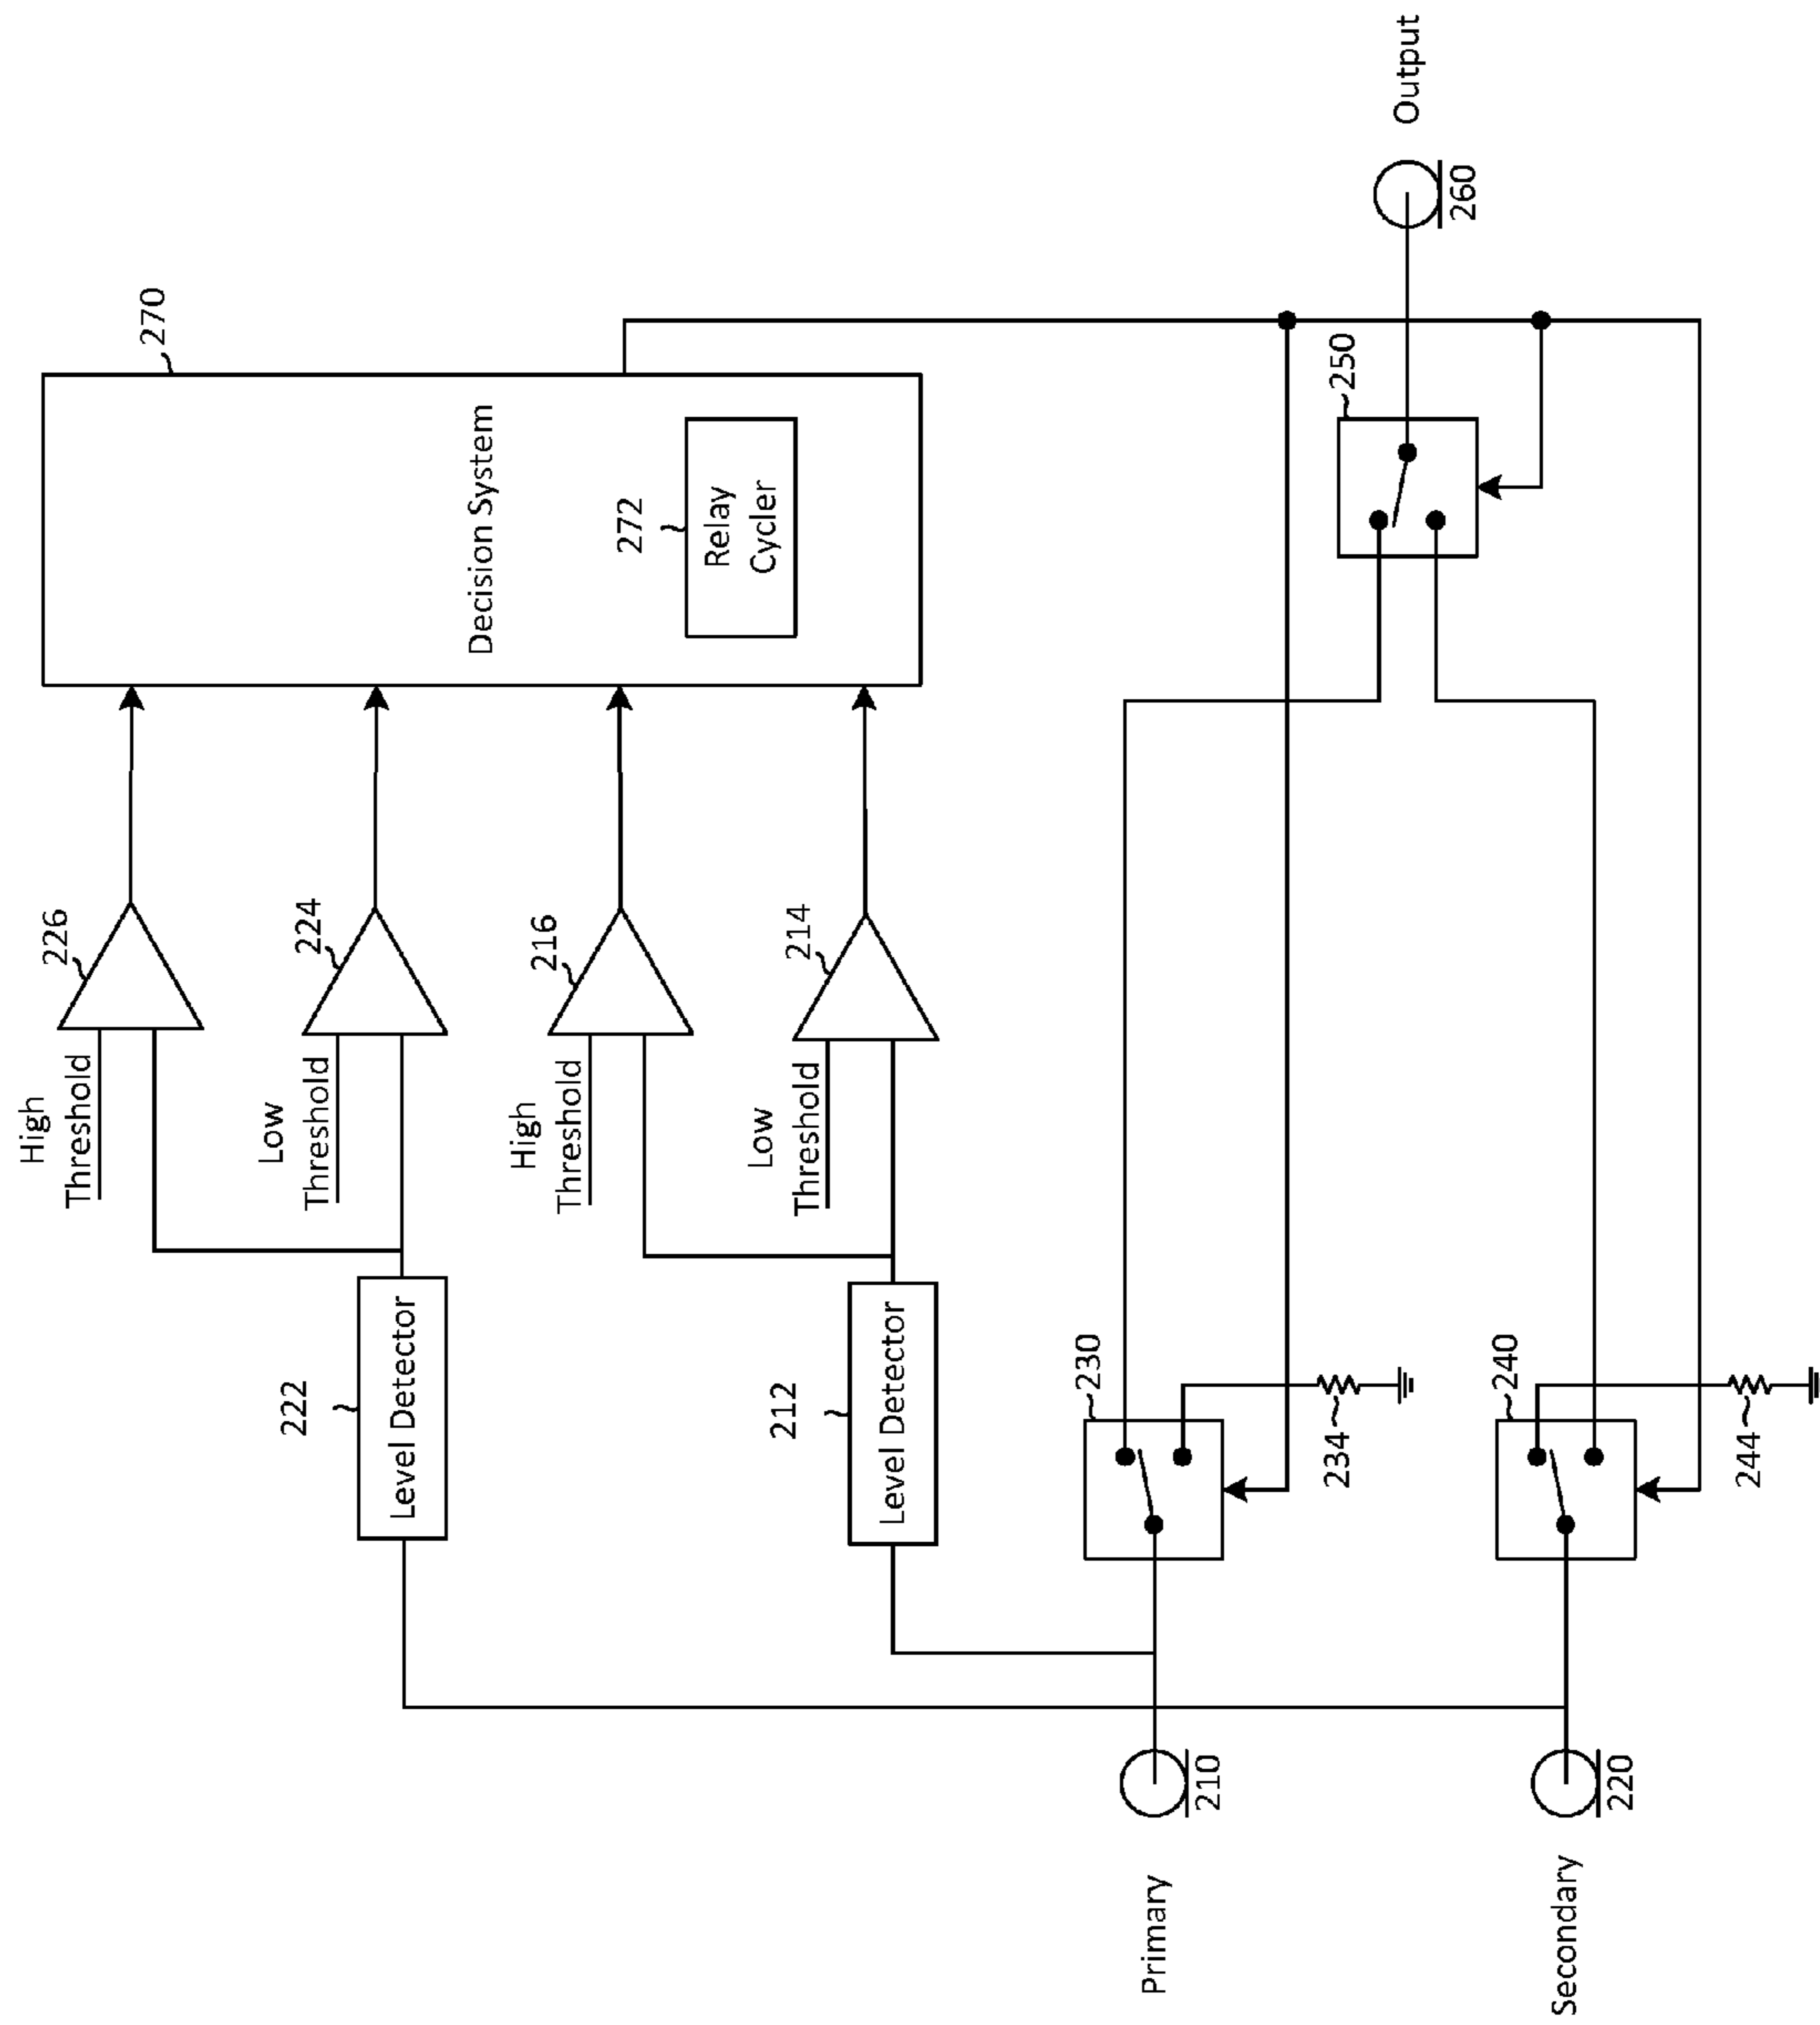 High
Threshold
226
Low
Threshold
224
High
Threshold
216
Low
Threshold
214
222
Level Detector
212
Level Detector
270
Decision System
272
Relay
Cycler
Primary
210
230
234
250
Output
260
Secondary
220
240
244